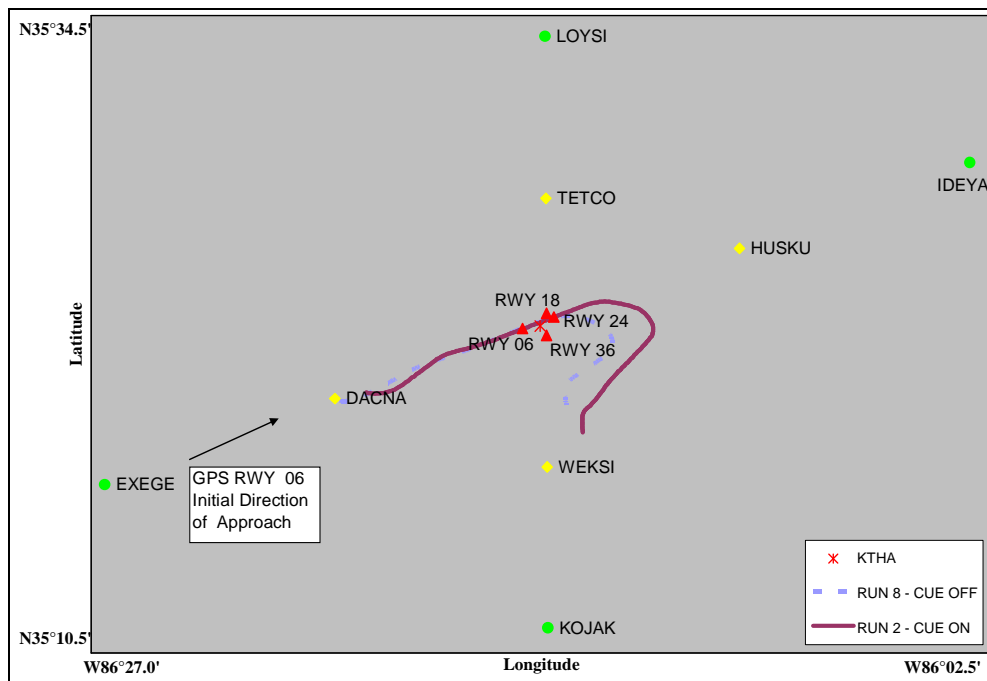 N35°34.5'
LOYSI
IDEYA
TETCO
HUSKU
RWY 18
RWY 24
RWY 06
RWY 36
Latitude
DACNA
WEKSI
EXEGE
GPS RWY  06
Initial Direction
of  Approach
KTHA
RUN 8 - CUE OFF
RUN 2 - CUE ON
KOJAK
N35°10.5'
W86°27.0'
Longitude
W86°02.5'